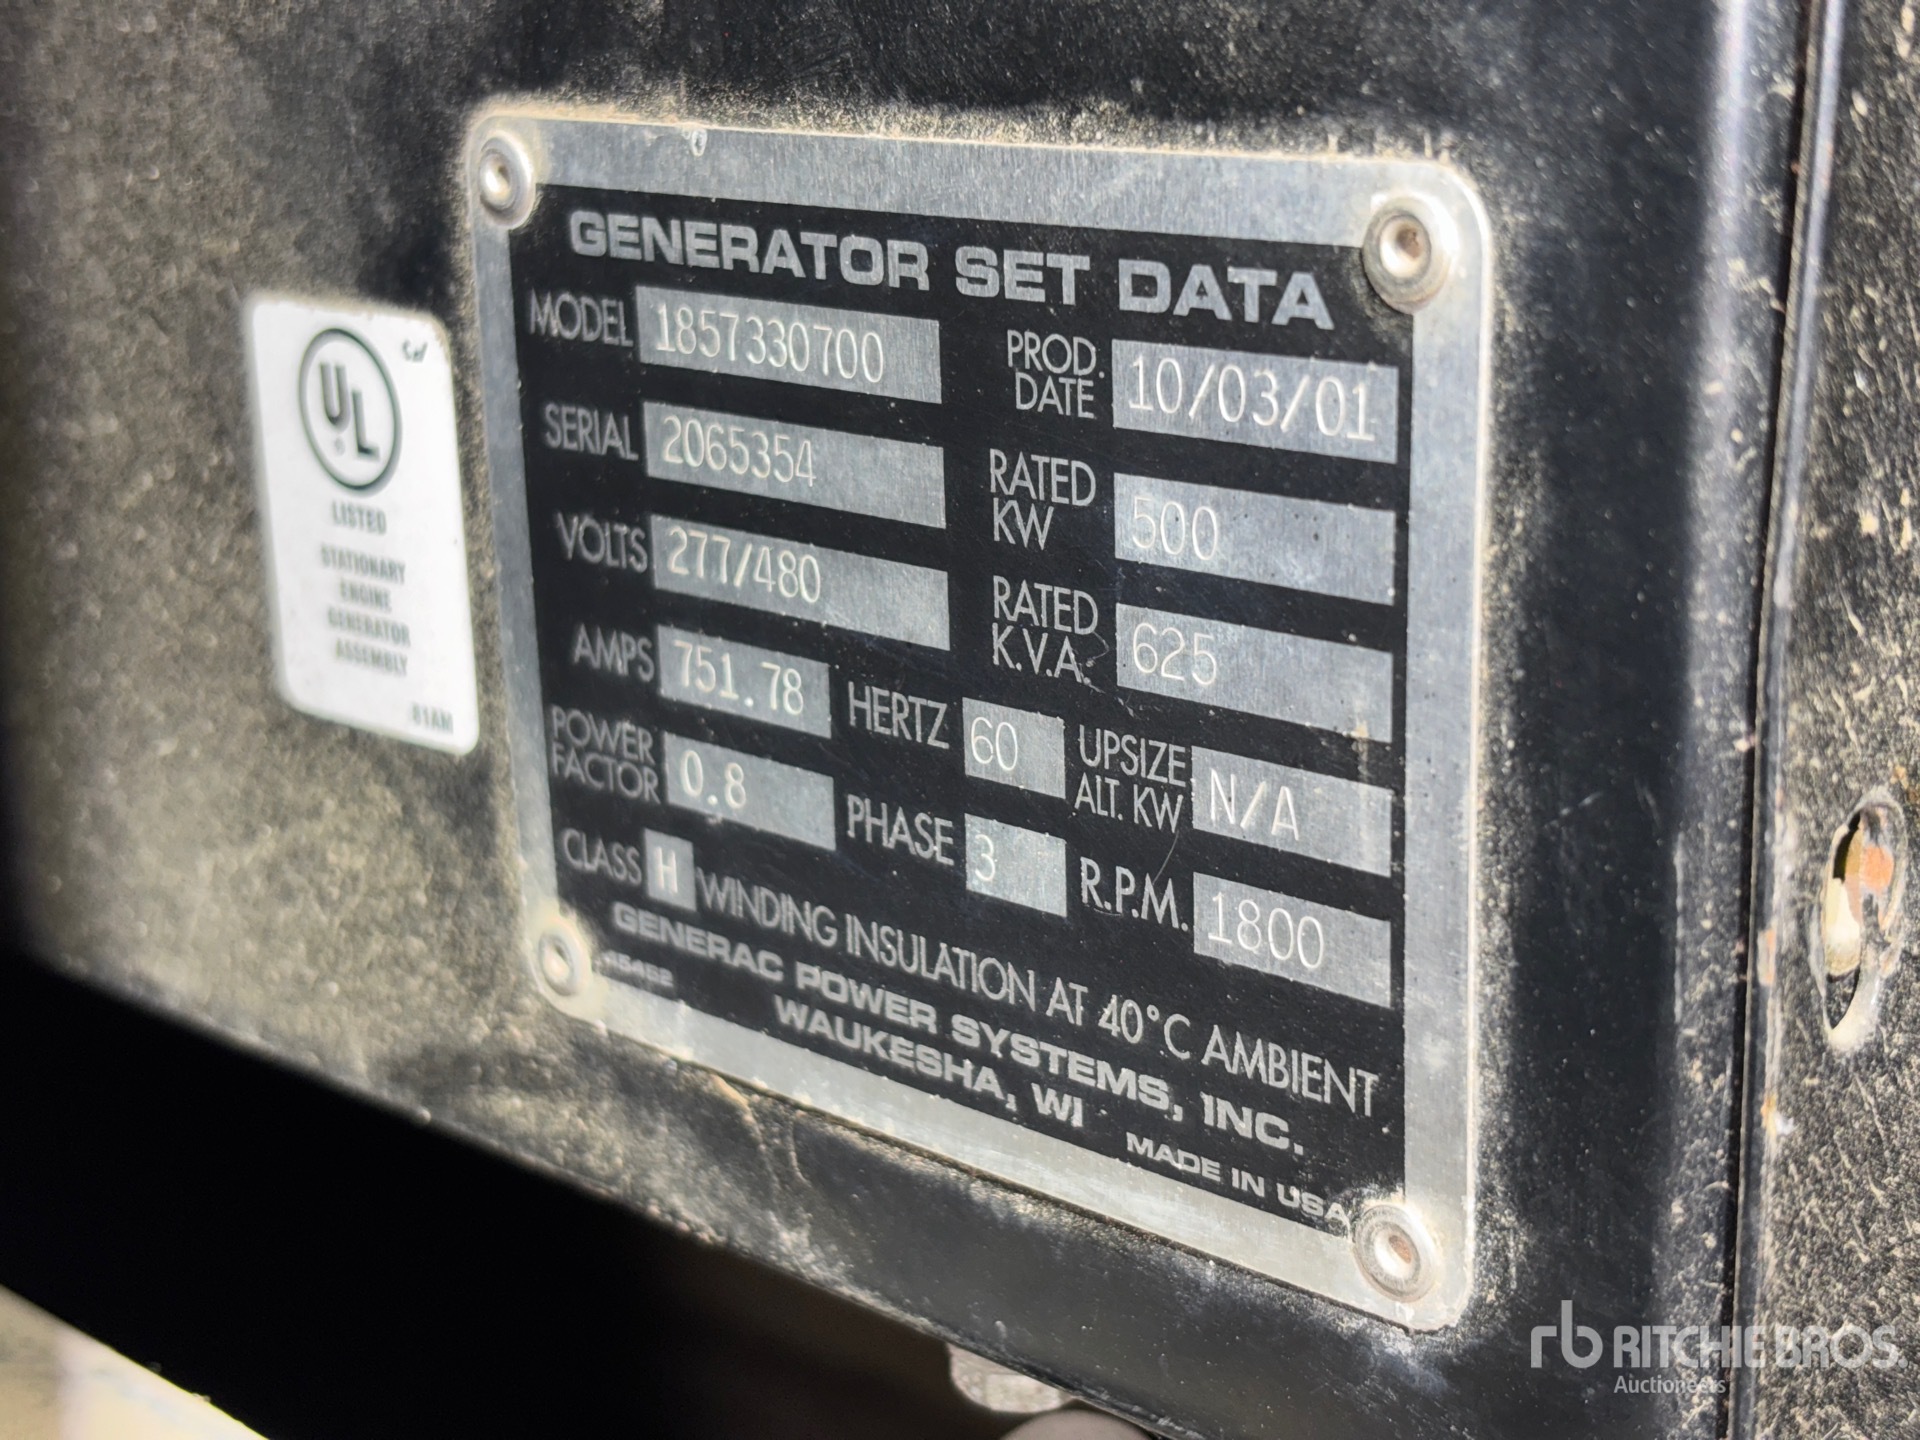 GENERATOR SET DATA
MODEL 1857330700
PROD. DATE 10/03/01
SERIAL 2065354
RATED KW 500
VOLTS 277/480
RATED K.V.A. 625
AMPS 751.78 HERTZ 60 UPSIZE ALT. KW N/A
POWER FACTOR 0.8 PHASE 3 R.P.M. 1800
CLASS H WINDING INSULATION AT 40°C AMBIENT
GENERAC POWER SYSTEMS, INC.
WAUKESHA, WI
MADE IN USA
UL
LISTED
STATIONARY
ENGINE
GENERATOR
ASSEMBLY
rb RITCHIE BROS.
Auctioneers